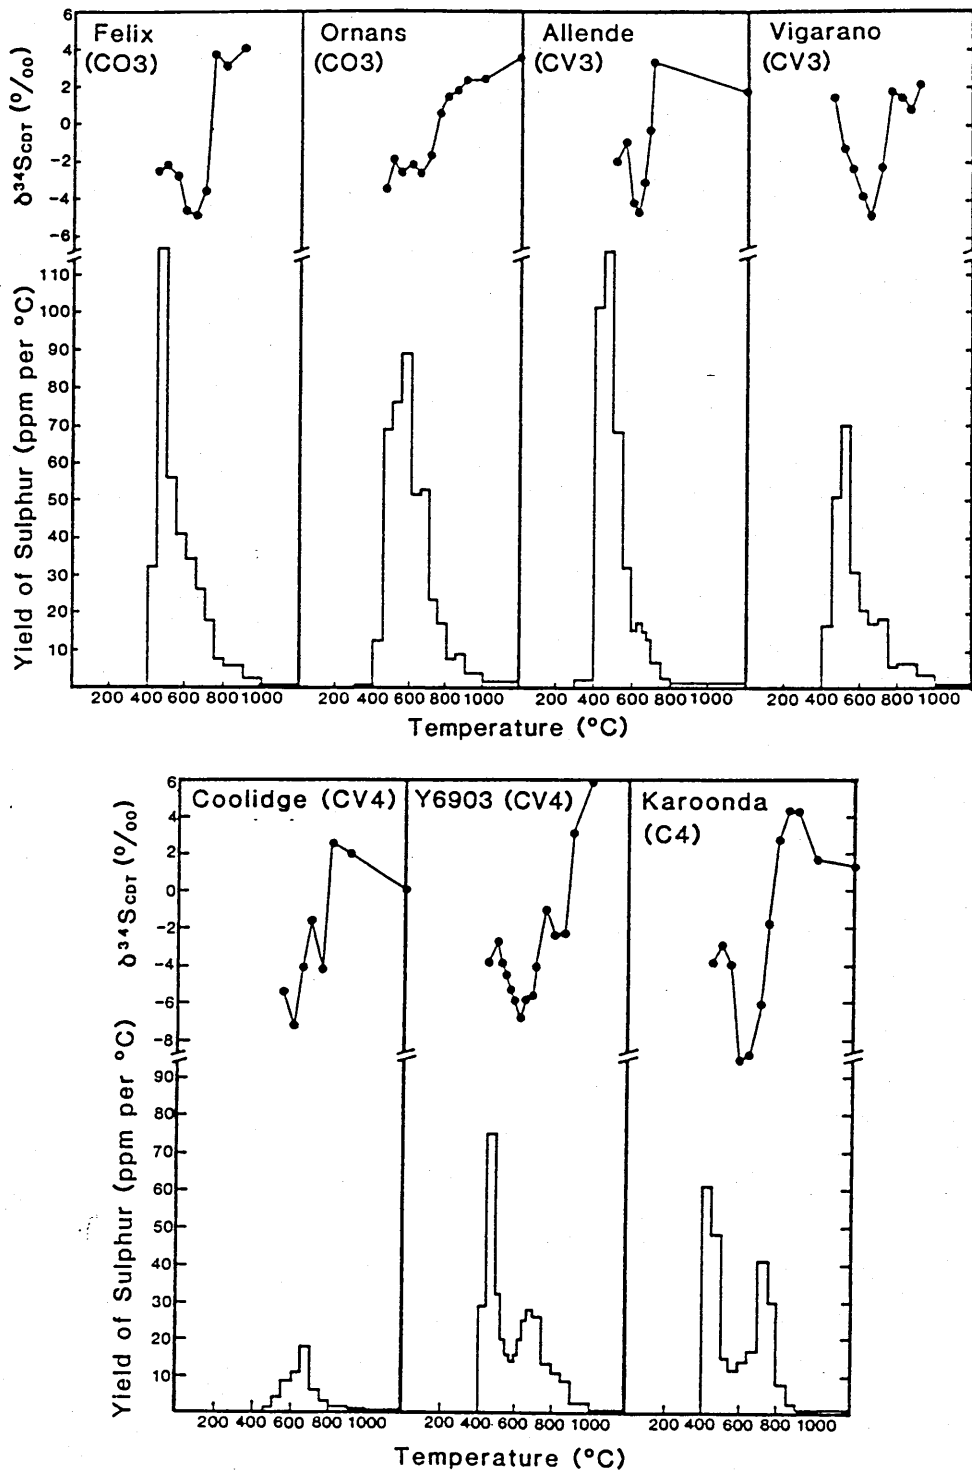 Felix (CO3)
Ornans (CO3)
Allende (CV3)
Vigarano (CV3)
δ³⁴S_CDT (⁰/₀₀)
6
4
2
0
-2
-4
-6
Yield of Sulphur (ppm per °C)
110
100
90
80
70
60
50
40
30
20
10
200 400 600 800 1000
200 400 600 800 1000
200 400 600 800 1000
200 400 600 800 1000
Temperature (°C)
Coolidge (CV4)
Y6903 (CV4)
Karoonda (C4)
δ³⁴S_CDT (⁰/₀₀)
6
4
2
0
-2
-4
-6
-8
Yield of Sulphur (ppm per °C)
90
80
70
60
50
40
30
20
10
200 400 600 800 1000
200 400 600 800 1000
200 400 600 800 1000
Temperature (°C)